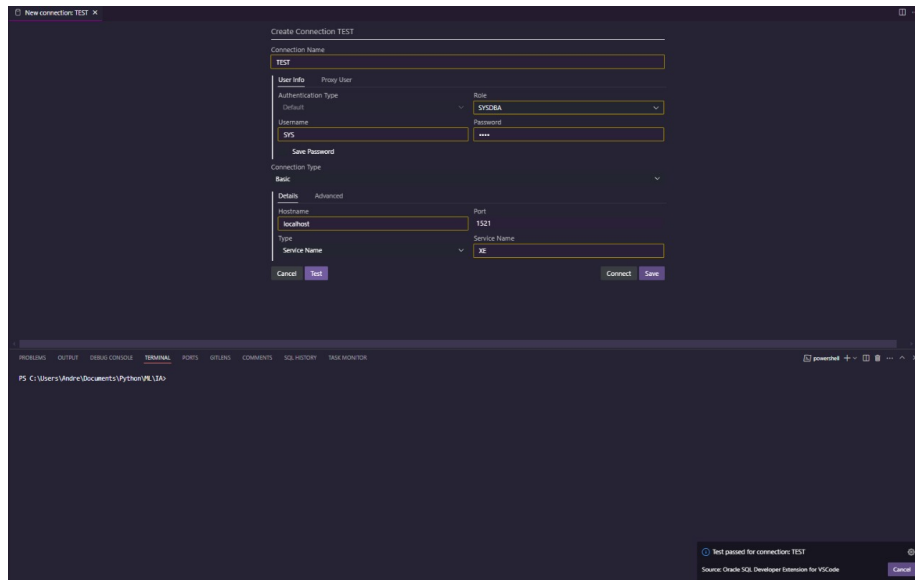 New connection: TEST
Create Connection TEST
Connection Name
TEST
User Info Proxy User
Authentication Type Role
Default SYSDBA
Username Password
SYS ••••
Save Password
Connection Type
Basic
Details Advanced
Hostname Port
localhost 1521
Type Service Name
Service Name XE
Cancel Test Connect Save
PROBLEMS OUTPUT DEBUG CONSOLE TERMINAL PORTS GITLENS COMMENTS SQL HISTORY TASK MONITOR powershell
PS C:\Users\Andre\Documents\Python\ML\IA>
Test passed for connection: TEST
Source: Oracle SQL Developer Extension for VSCode Cancel